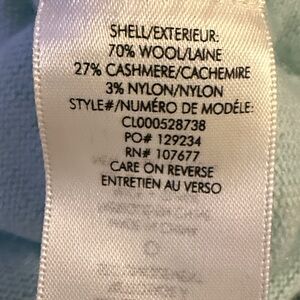 SHELL/EXTERIEUR:
70% WOOL/LAINE
27% CASHMERE/CACHEMIRE
3% NYLON/NYLON
STYLE#/NUMÉRO DE MODÈLE:
CL000528738
PO# 129234
RN# 107677
CARE ON REVERSE
ENTRETIEN AU VERSO